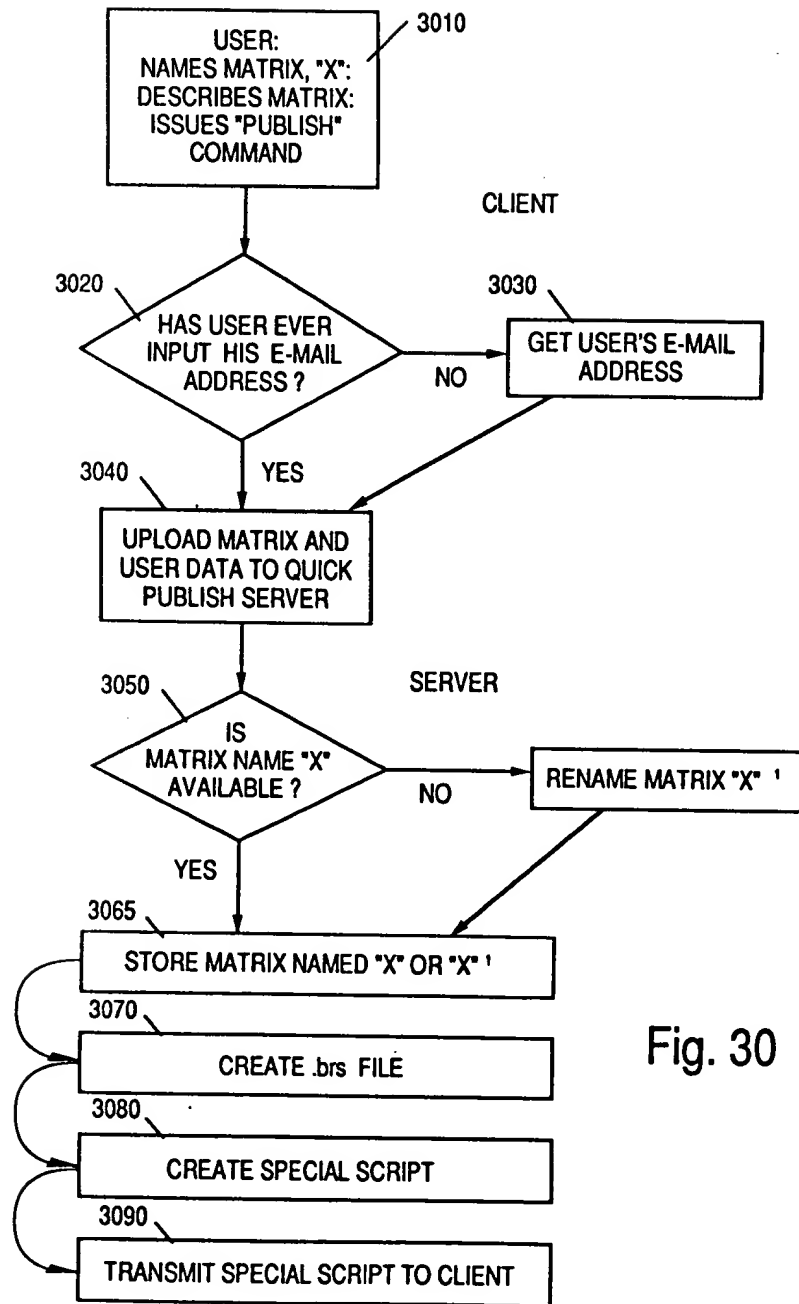 3010
USER:
NAMES MATRIX, "X":
DESCRIBES MATRIX:
ISSUES "PUBLISH"
COMMAND
CLIENT
3020
HAS USER EVER
INPUT HIS E-MAIL
ADDRESS ?
NO
3030
GET USER'S E-MAIL
ADDRESS
YES
3040
UPLOAD MATRIX AND
USER DATA TO QUICK
PUBLISH SERVER
SERVER
3050
IS
MATRIX NAME "X"
AVAILABLE ?
NO
RENAME MATRIX "X" ¹
YES
3065
STORE MATRIX NAMED "X" OR "X" ¹
3070
CREATE .brs FILE
3080
CREATE SPECIAL SCRIPT
3090
TRANSMIT SPECIAL SCRIPT TO CLIENT
Fig. 30